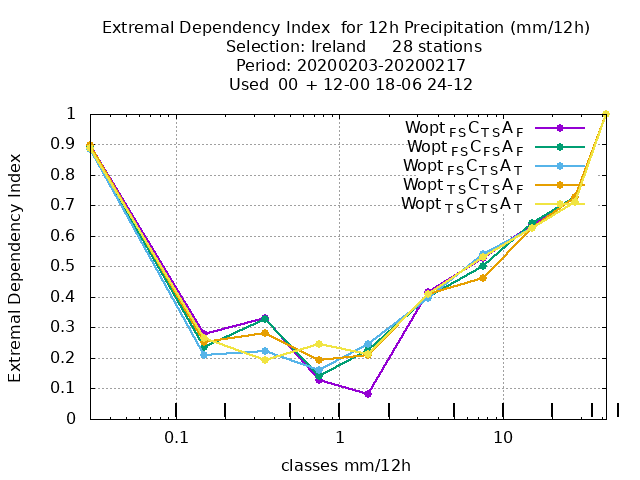 Extremal Dependency Index  for 12h Precipitation (mm/12h)
Selection: Ireland     28 stations
Period: 20200203-20200217
Used  00 + 12-00 18-06 24-12
Extremal Dependency Index
1
0.9
0.8
0.7
0.6
0.5
0.4
0.3
0.2
0.1
0
Wopt FS C TS A F
Wopt FS C FS A F
Wopt FS C TS A T
Wopt TS C TS A F
Wopt TS C TS A T
0.1 1 10
classes mm/12h